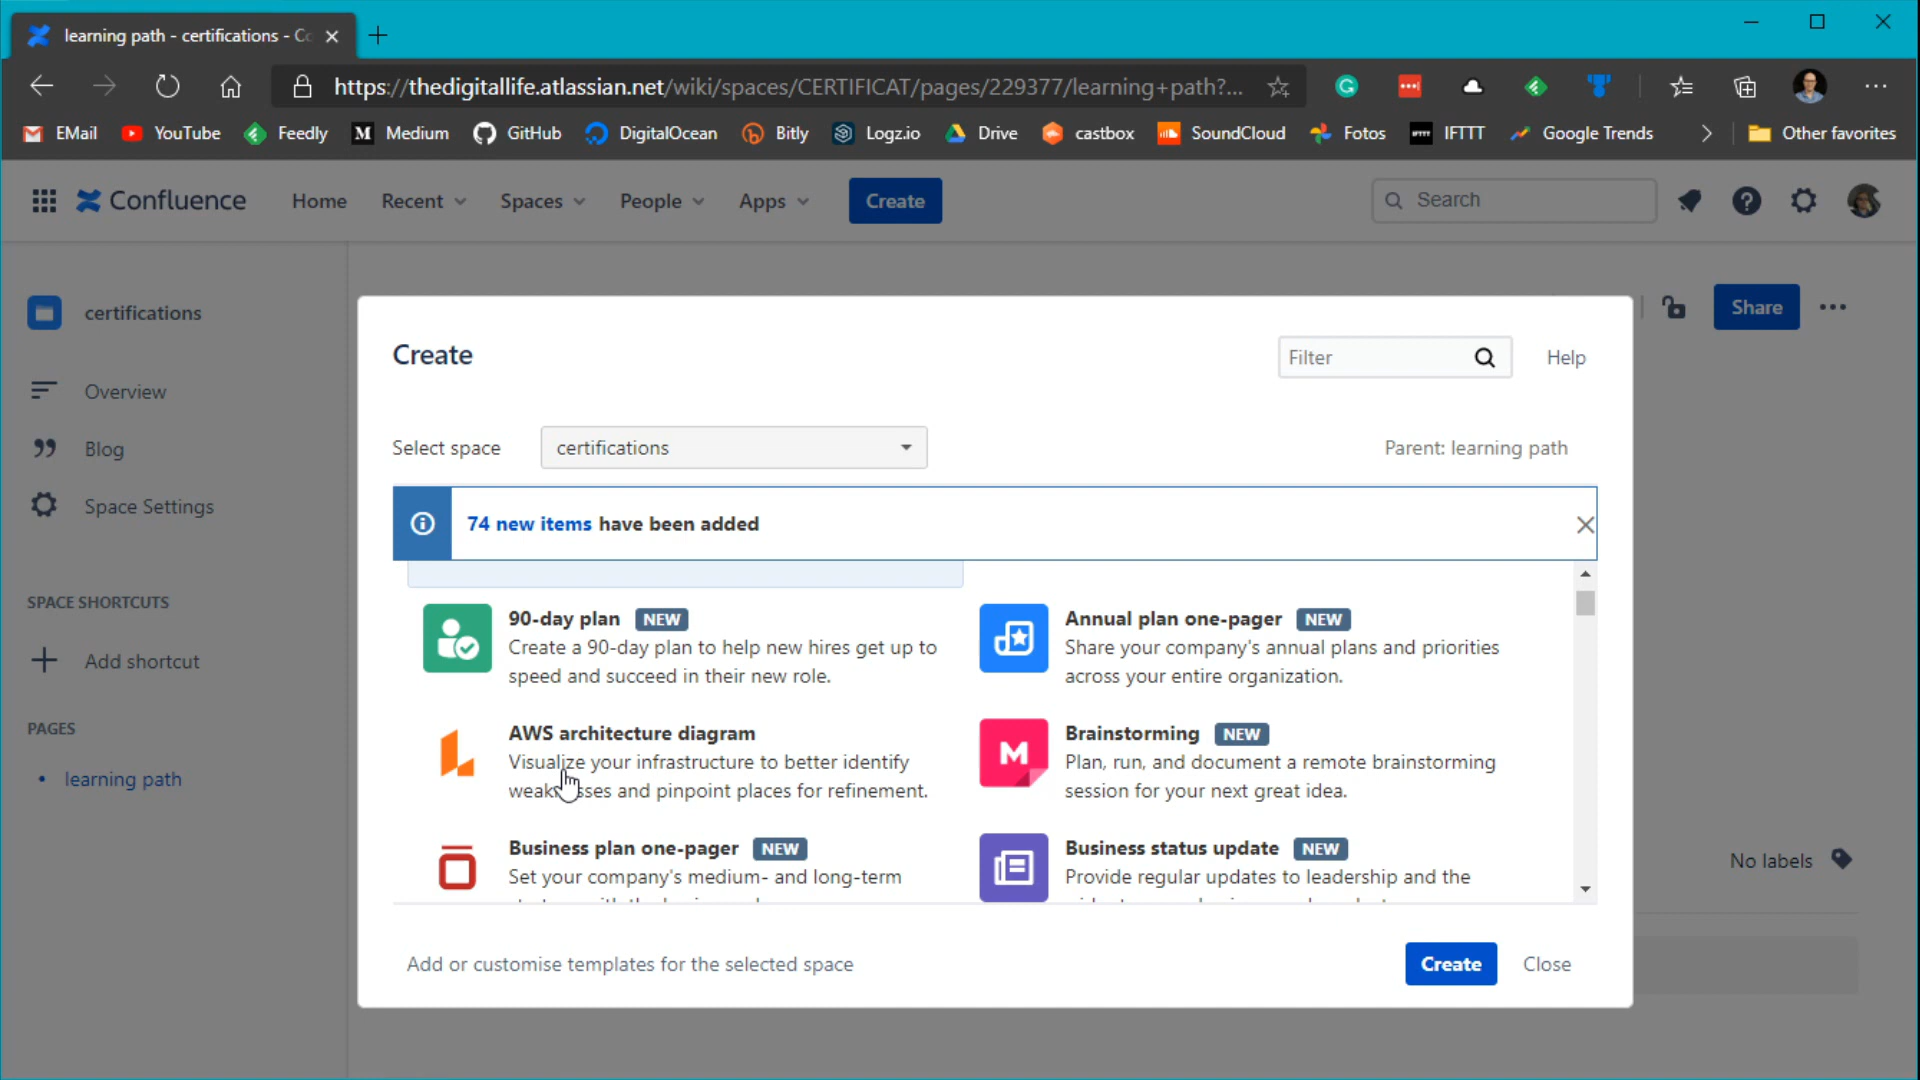 learning path - certifications - Co
https://thedigitallife.atlassian.net/wiki/spaces/CERTIFICAT/pages/229377/learning+path?...
EMail YouTube Feedly M Medium GitHub DigitalOcean Bitly Logz.io Drive castbox SoundCloud Fotos IFTTT Google Trends Other favorites
Confluence Home Recent Spaces People Apps Create Search
certifications
Share
Overview
Blog
Space Settings
SPACE SHORTCUTS
Add shortcut
PAGES
learning path
Create
Filter
Help
Select space
certifications
Parent: learning path
74 new items have been added
90-day plan NEW
Create a 90-day plan to help new hires get up to
speed and succeed in their new role.
Annual plan one-pager NEW
Share your company's annual plans and priorities
across your entire organization.
AWS architecture diagram
Visualize your infrastructure to better identify
weaknesses and pinpoint places for refinement.
M
Brainstorming NEW
Plan, run, and document a remote brainstorming
session for your next great idea.
Business plan one-pager NEW
Set your company's medium- and long-term
Business status update NEW
Provide regular updates to leadership and the
No labels
Add or customise templates for the selected space
Create
Close